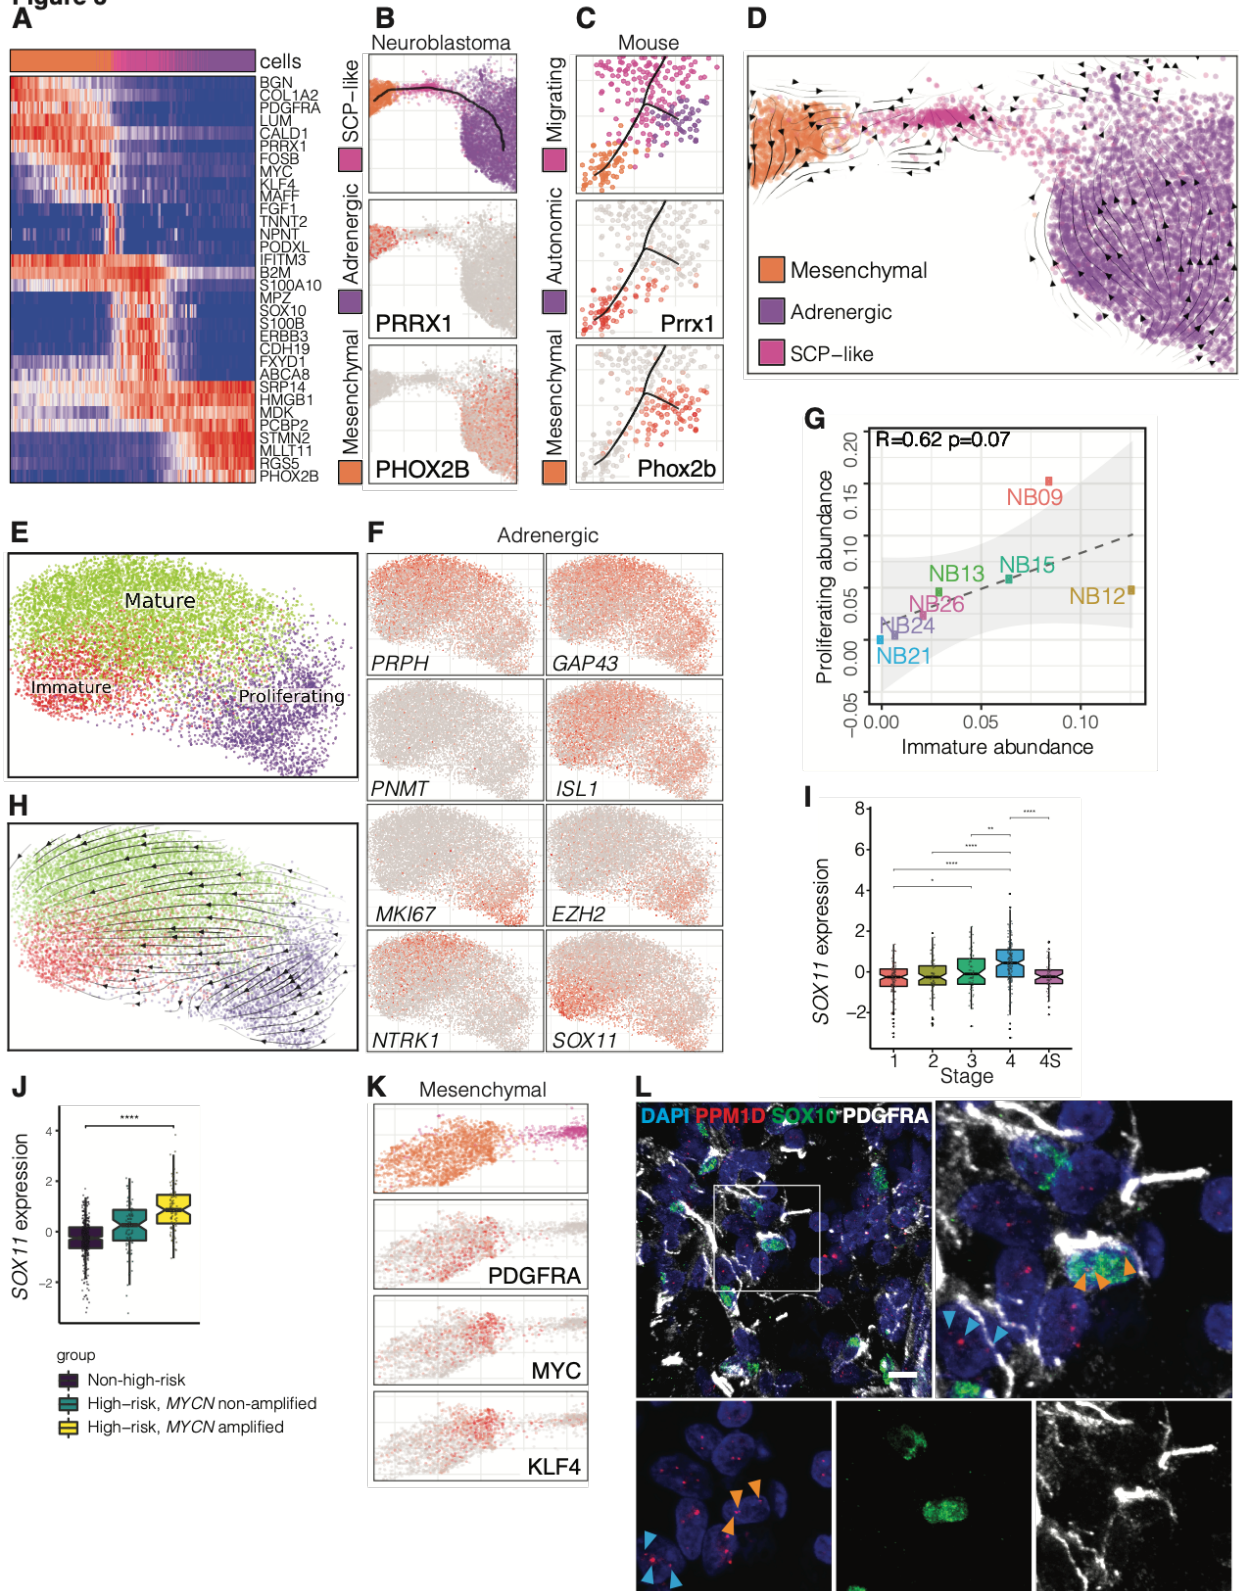 A
B
C
D
Neuroblastoma
Mouse
cells
BGN
COL1A2
PDGFRA
LUM
CALD1
PRRX1
FOSB
MYC
KLF4
MAFF
FGF1
TNNT2
NPNT
PODXL
IFITM3
B2M
S100A10
MPZ
SOX10
S100B
ERBB3
CDH19
FXYD1
ABCA8
SRP14
HMGB1
MDK
PCBP2
STMN2
MLLT11
RGS5
PHOX2B
SCP-like
Adrenergic
Mesenchymal
PRRX1
PHOX2B
Migrating
Autonomic
Mesenchymal
Prrx1
Phox2b
Mesenchymal
Adrenergic
SCP-like
G
R=0.62 p=0.07
Proliferating abundance
0.20
0.15
0.10
0.05
0.00
-0.05
NB09
NB15
NB13
NB12
NB26
NB24
NB21
0.00
0.05
0.10
Immature abundance
E
Mature
Immature
Proliferating
F
Adrenergic
PRPH
GAP43
PNMT
ISL1
MKI67
EZH2
NTRK1
SOX11
H
I
SOX11 expression
8
6
4
2
0
-2
****
**
****
****
*
1
2
3
4
4S
Stage
J
SOX11 expression
4
2
0
-2
****
group
Non-high-risk
High-risk, MYCN non-amplified
High-risk, MYCN amplified
K
Mesenchymal
PDGFRA
MYC
KLF4
L
DAPI PPM1D SOX10 PDGFRA